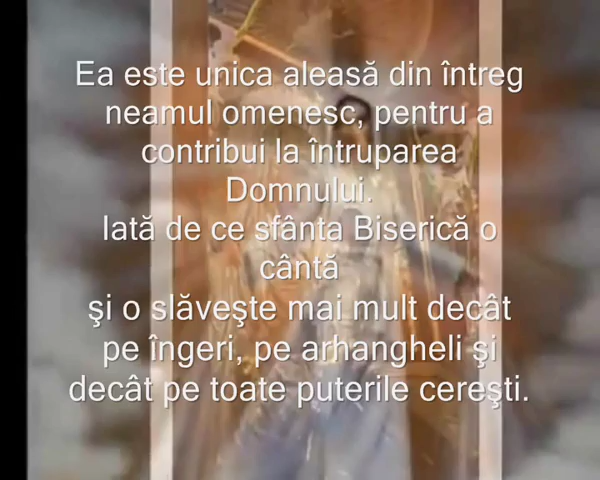 Ea este unica aleasă din întreg
neamul omenesc, pentru a
contribui la întruparea
Domnului.
Iată de ce sfânta Biserică o
cântă
şi o slăveşte mai mult decât
pe îngeri, pe arhangheli şi
decât pe toate puterile cereşti.